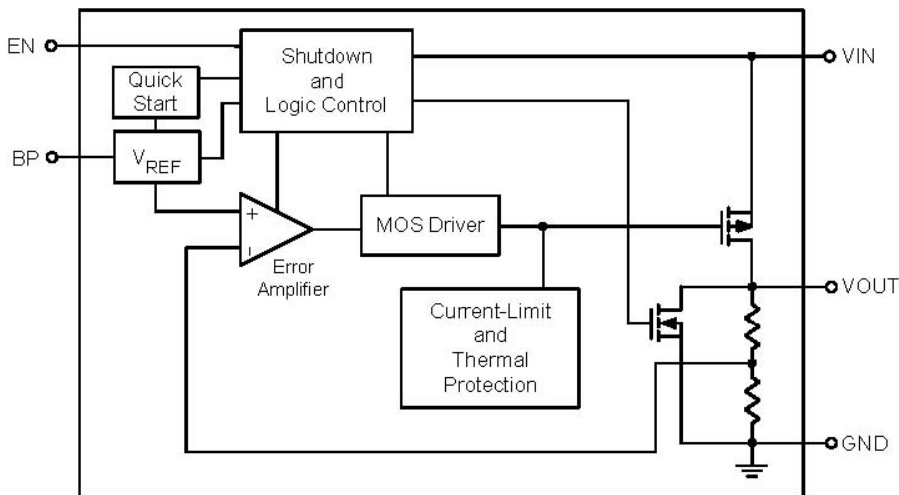 EN
Shutdown
and
Logic Control
VIN
Quick
Start
BP
VREF
+
-
Error
Amplifier
MOS Driver
VOUT
Current-Limit
and
Thermal
Protection
GND